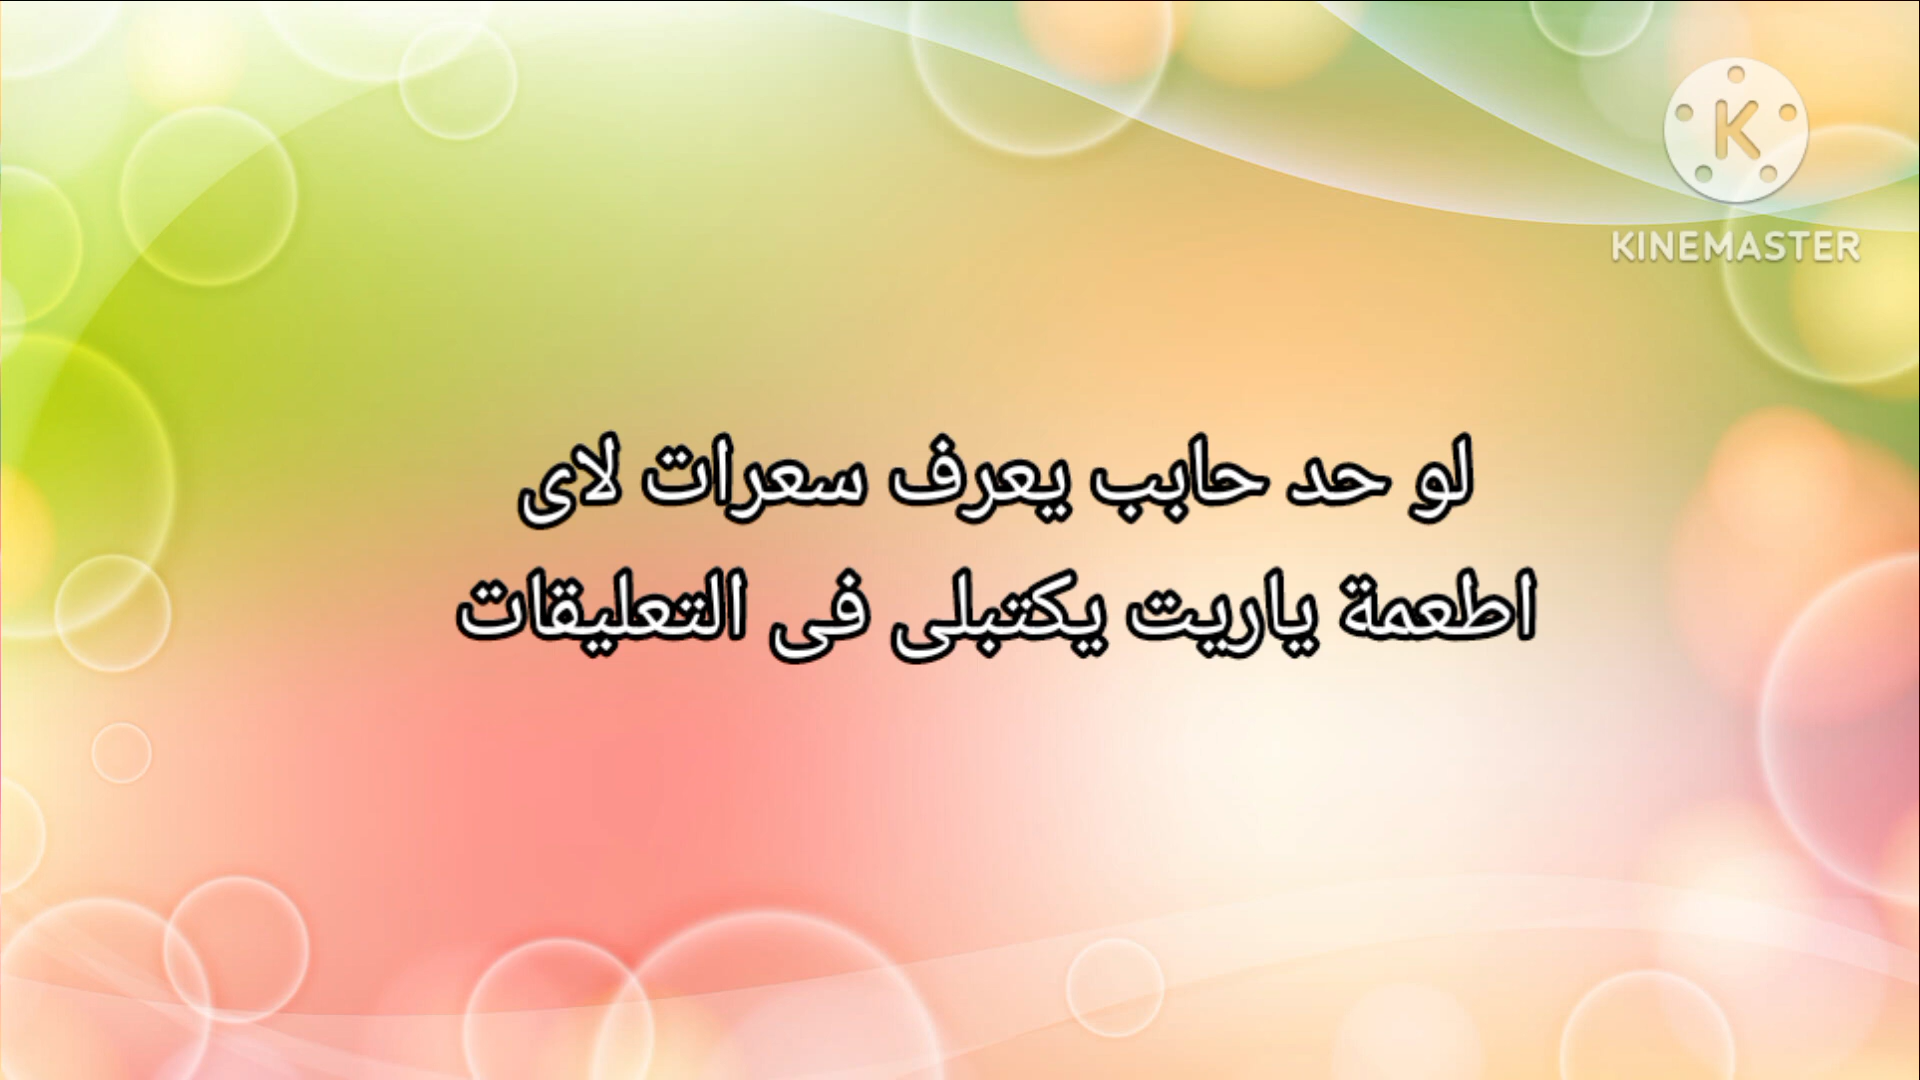 KINEMASTER
لو حد حابب يعرف سعرات لاى
اطعمة ياريت يكتبلى فى التعليقات